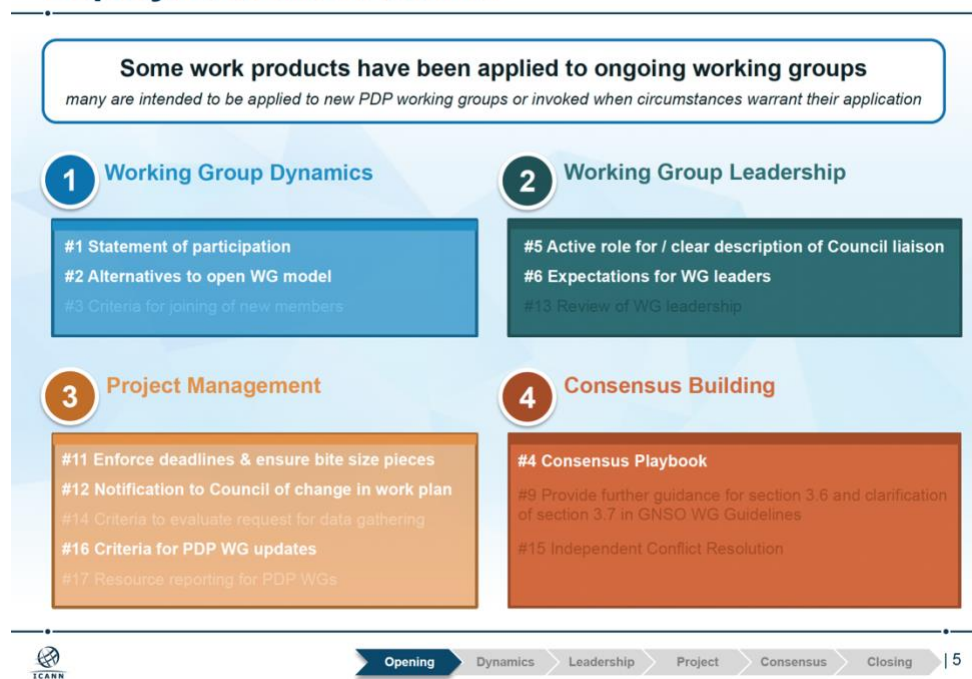 Some work products have been applied to ongoing working groups
many are intended to be applied to new PDP working groups or invoked when circumstances warrant their application
1
Working Group Dynamics
#1 Statement of participation
#2 Alternatives to open WG model
#3 Criteria for joining of new members
2
Working Group Leadership
#5 Active role for / clear description of Council liaison
#6 Expectations for WG leaders
#13 Review of WG leadership
3
Project Management
#11 Enforce deadlines & ensure bite size pieces
#12 Notification to Council of change in work plan
#14 Criteria to evaluate request for data gathering
#16 Criteria for PDP WG updates
#17 Resource reporting for PDP WGs
4
Consensus Building
#4 Consensus Playbook
#9 Provide further guidance for section 3.6 and clarification
of section 3.7 in GNSO WG Guidelines
#15 Independent Conflict Resolution
ICANN
Opening Dynamics Leadership Project Consensus Closing | 5